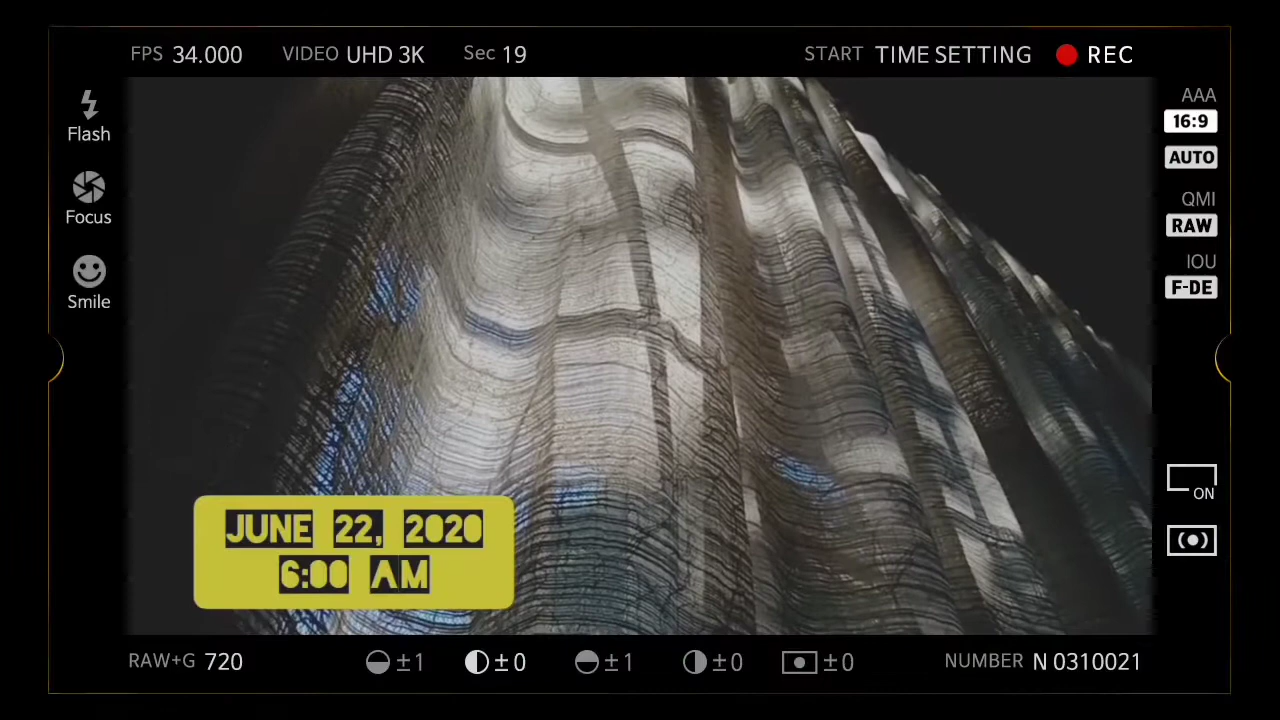 FPS 34.000 VIDEO UHD 3K Sec 19 START TIME SETTING REC
Flash
Focus
Smile
AAA
16:9
AUTO
QMI
RAW
IOU
F-DE
ON
JUNE 22, 2020
6:00 AM
RAW+G 720 ±1 ±0 ±1 ±0 ±0 NUMBER N 0310021